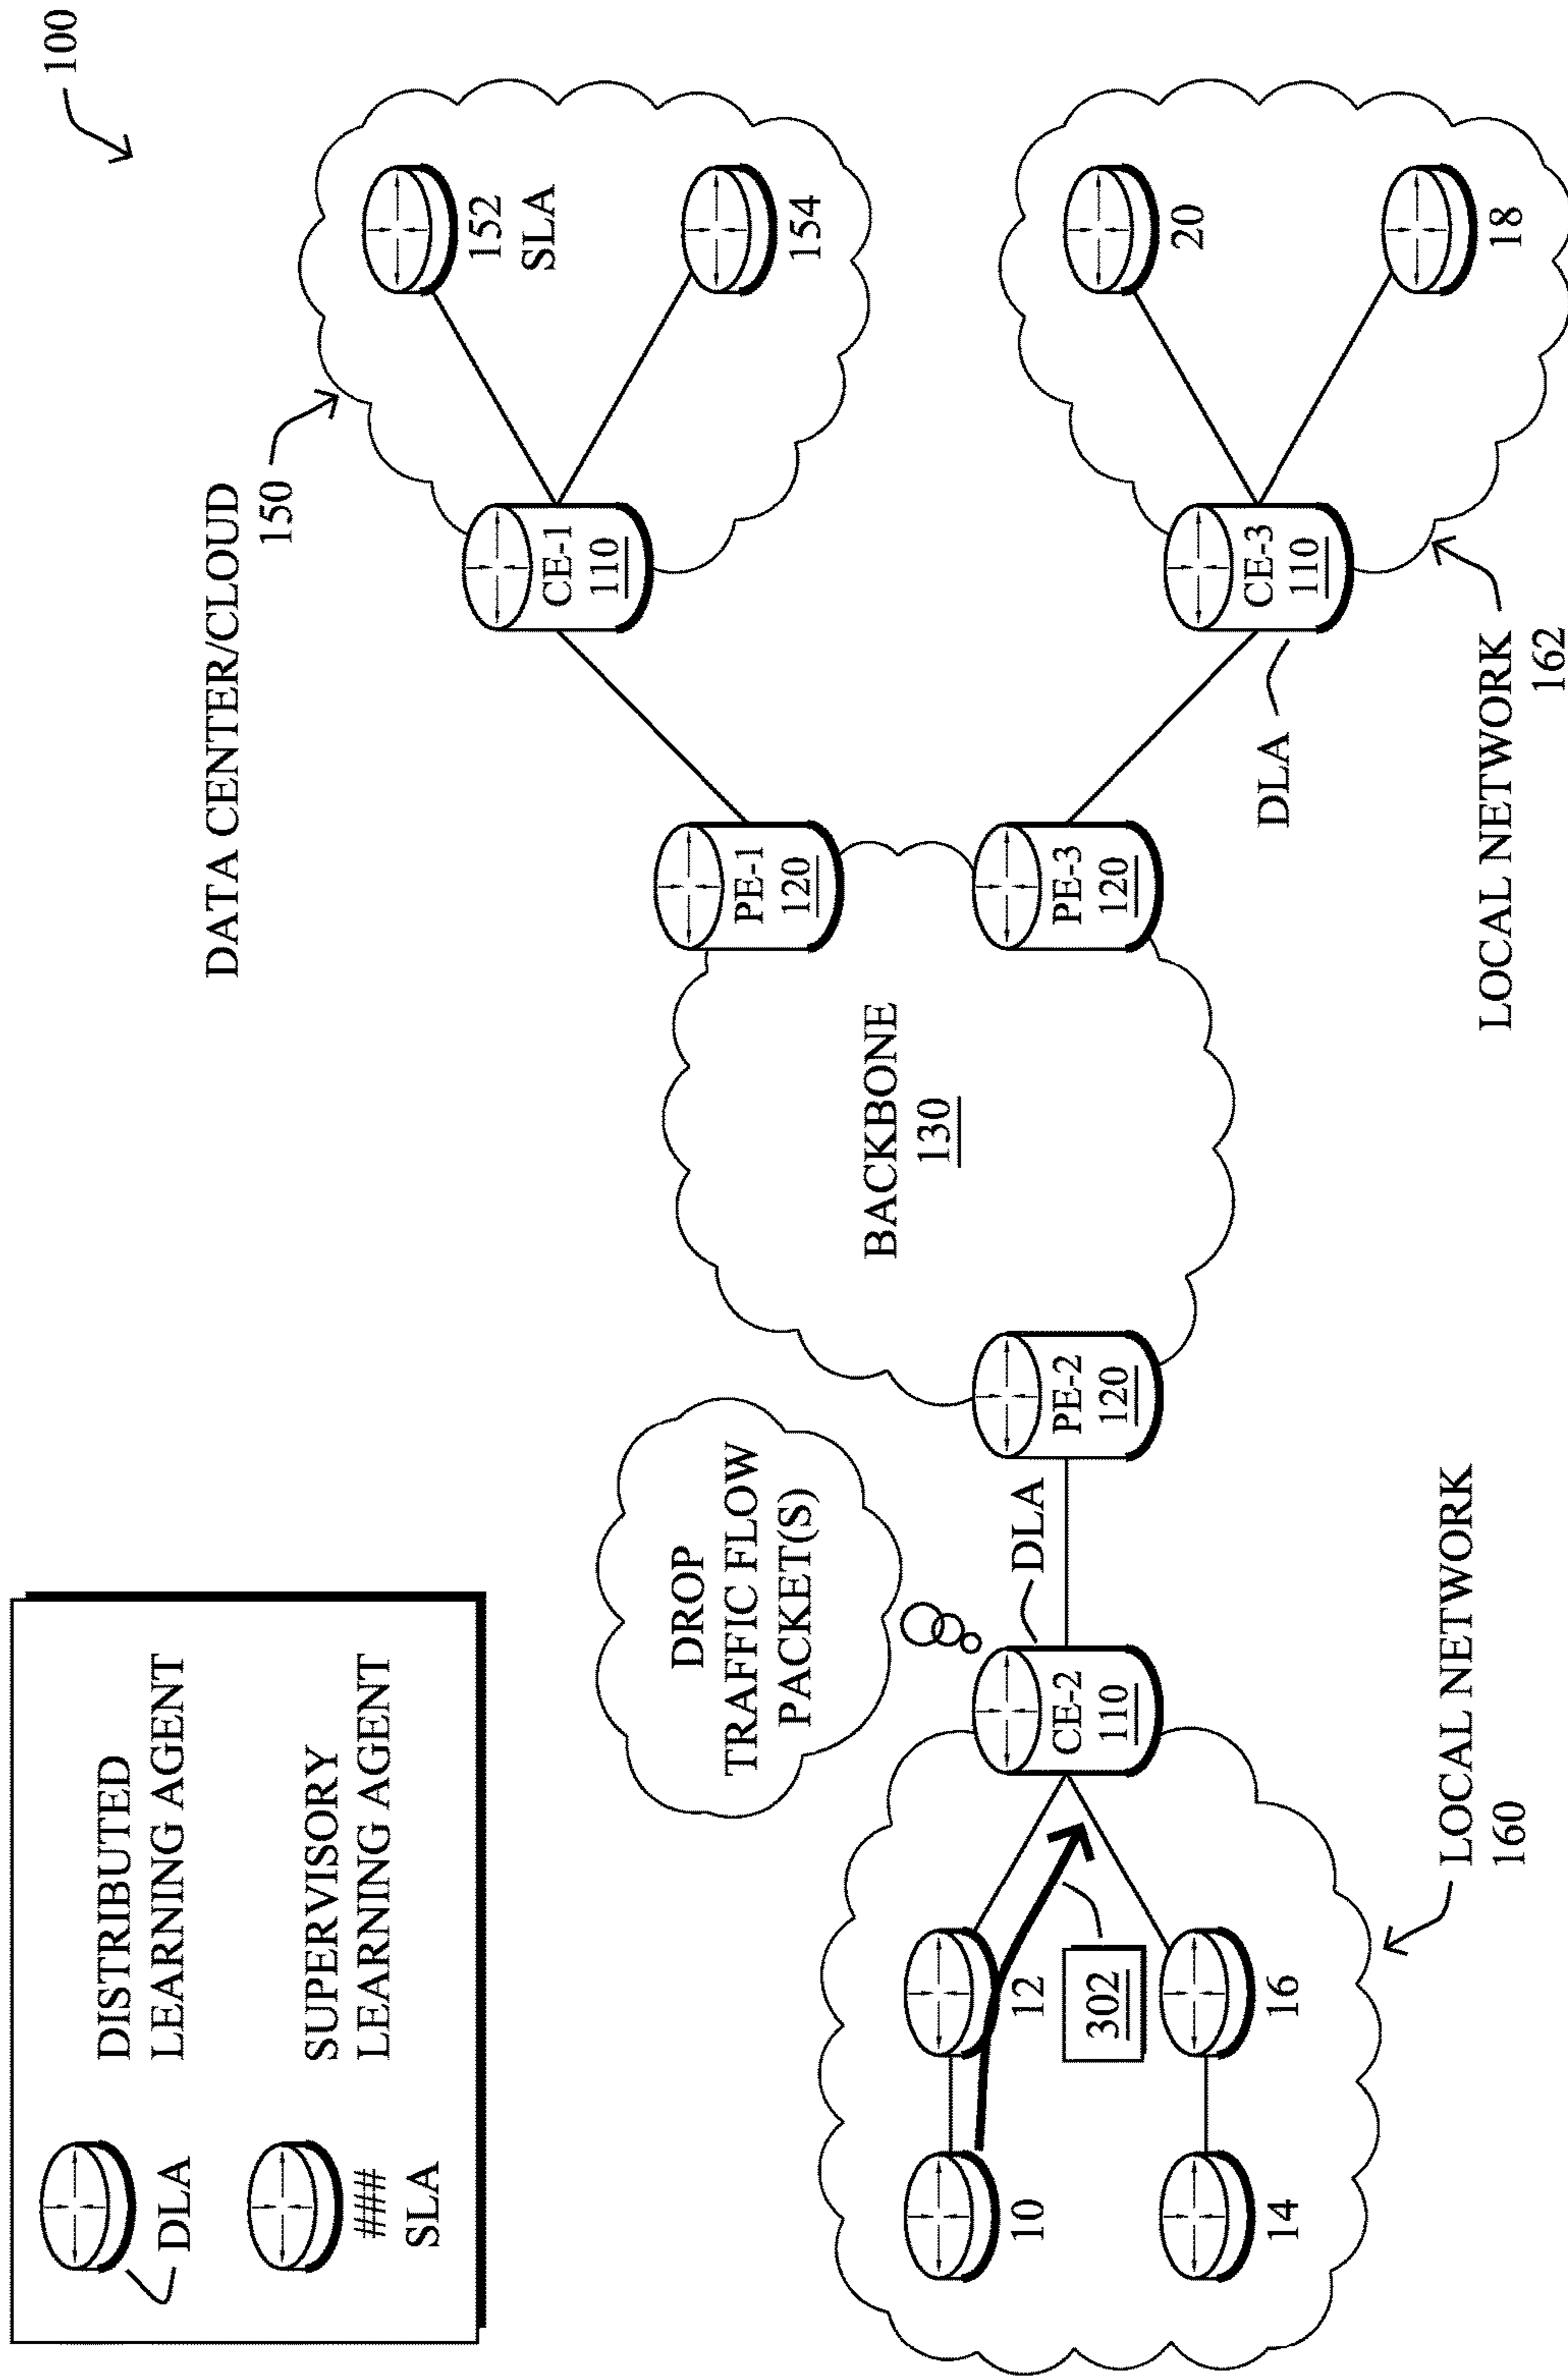 100
DISTRIBUTED
LEARNING AGENT
DLA
SUPERVISORY
LEARNING AGENT
###
SLA
DATA CENTER/CLOUD
150
152
SLA
154
CE-1
110
PE-1
120
BACKBONE
130
DROP
TRAFFIC FLOW
PACKET(S)
PE-2
120
PE-3
120
DLA
CE-2
110
DLA
CE-3
110
20
18
10
12
302
14
16
LOCAL NETWORK
160
LOCAL NETWORK
162